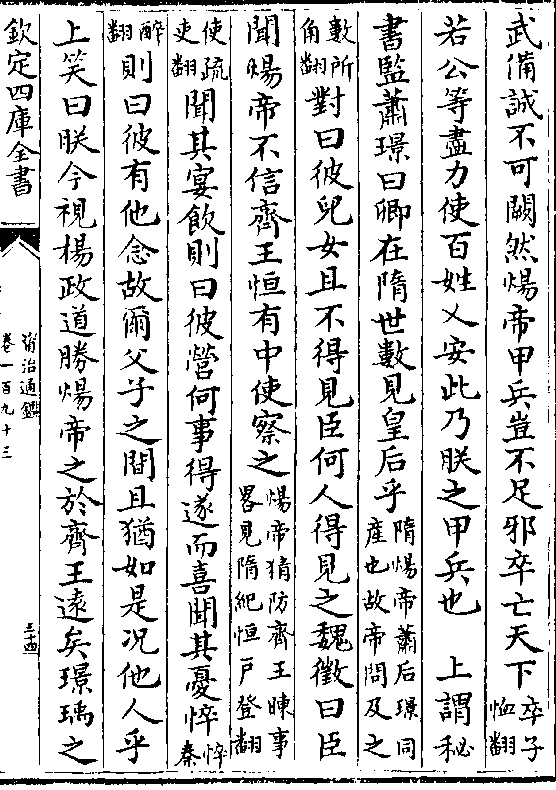 武備誠不可闕然煬帝甲兵豈不足邪卒亡天下卒子恤翻
若公等盡力使百姓乂安此乃朕之甲兵也　上謂秘
書監蕭璟曰卿在隋世數見皇后乎隋煬帝蕭后璟同產也故帝問及之
數所角翻對曰彼兒女且不得見臣何人得見之魏徵曰臣
聞煬帝不信齊王恒有中使察之煬帝猜防齊王暕事畧見隋紀恒戶登翻
使疏吏翻聞其宴飲則曰彼營何事得遂而喜聞其憂悴悴秦
醉翻則曰彼有他念故爾父子之間且猶如是况他人乎
上笑曰朕今視楊政道勝煬帝之於齊王遠矣璟瑀之
欽定四庫全書
資治通鑑
卷一百九十三
三十四